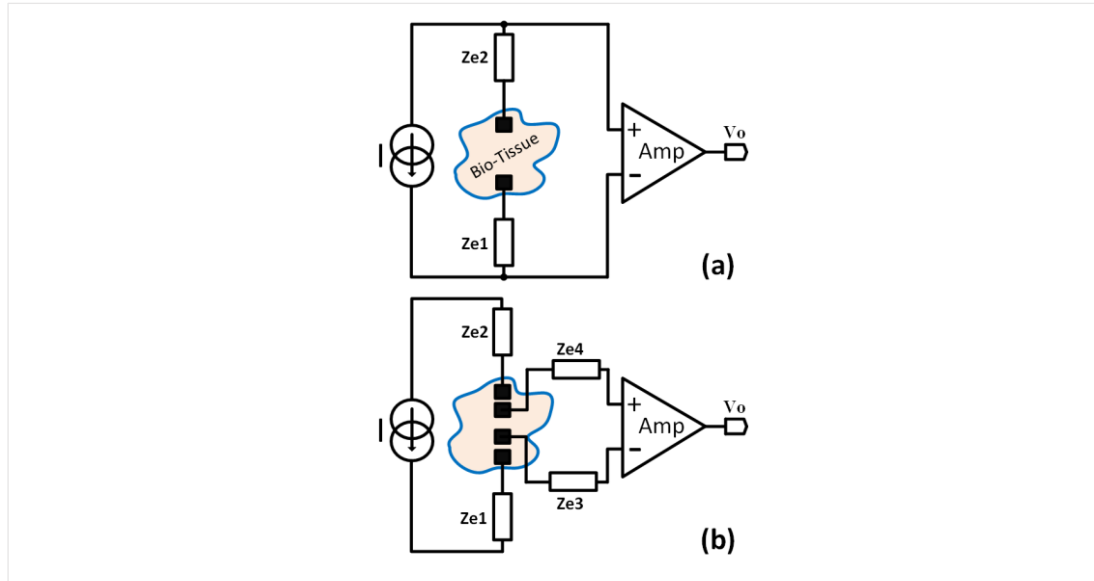 Ze2
Bio-Tissue
I
+
Amp
-
Vo
Ze1
(a)
Ze2
Ze4
I
+
Amp
-
Vo
Ze3
Ze1
(b)